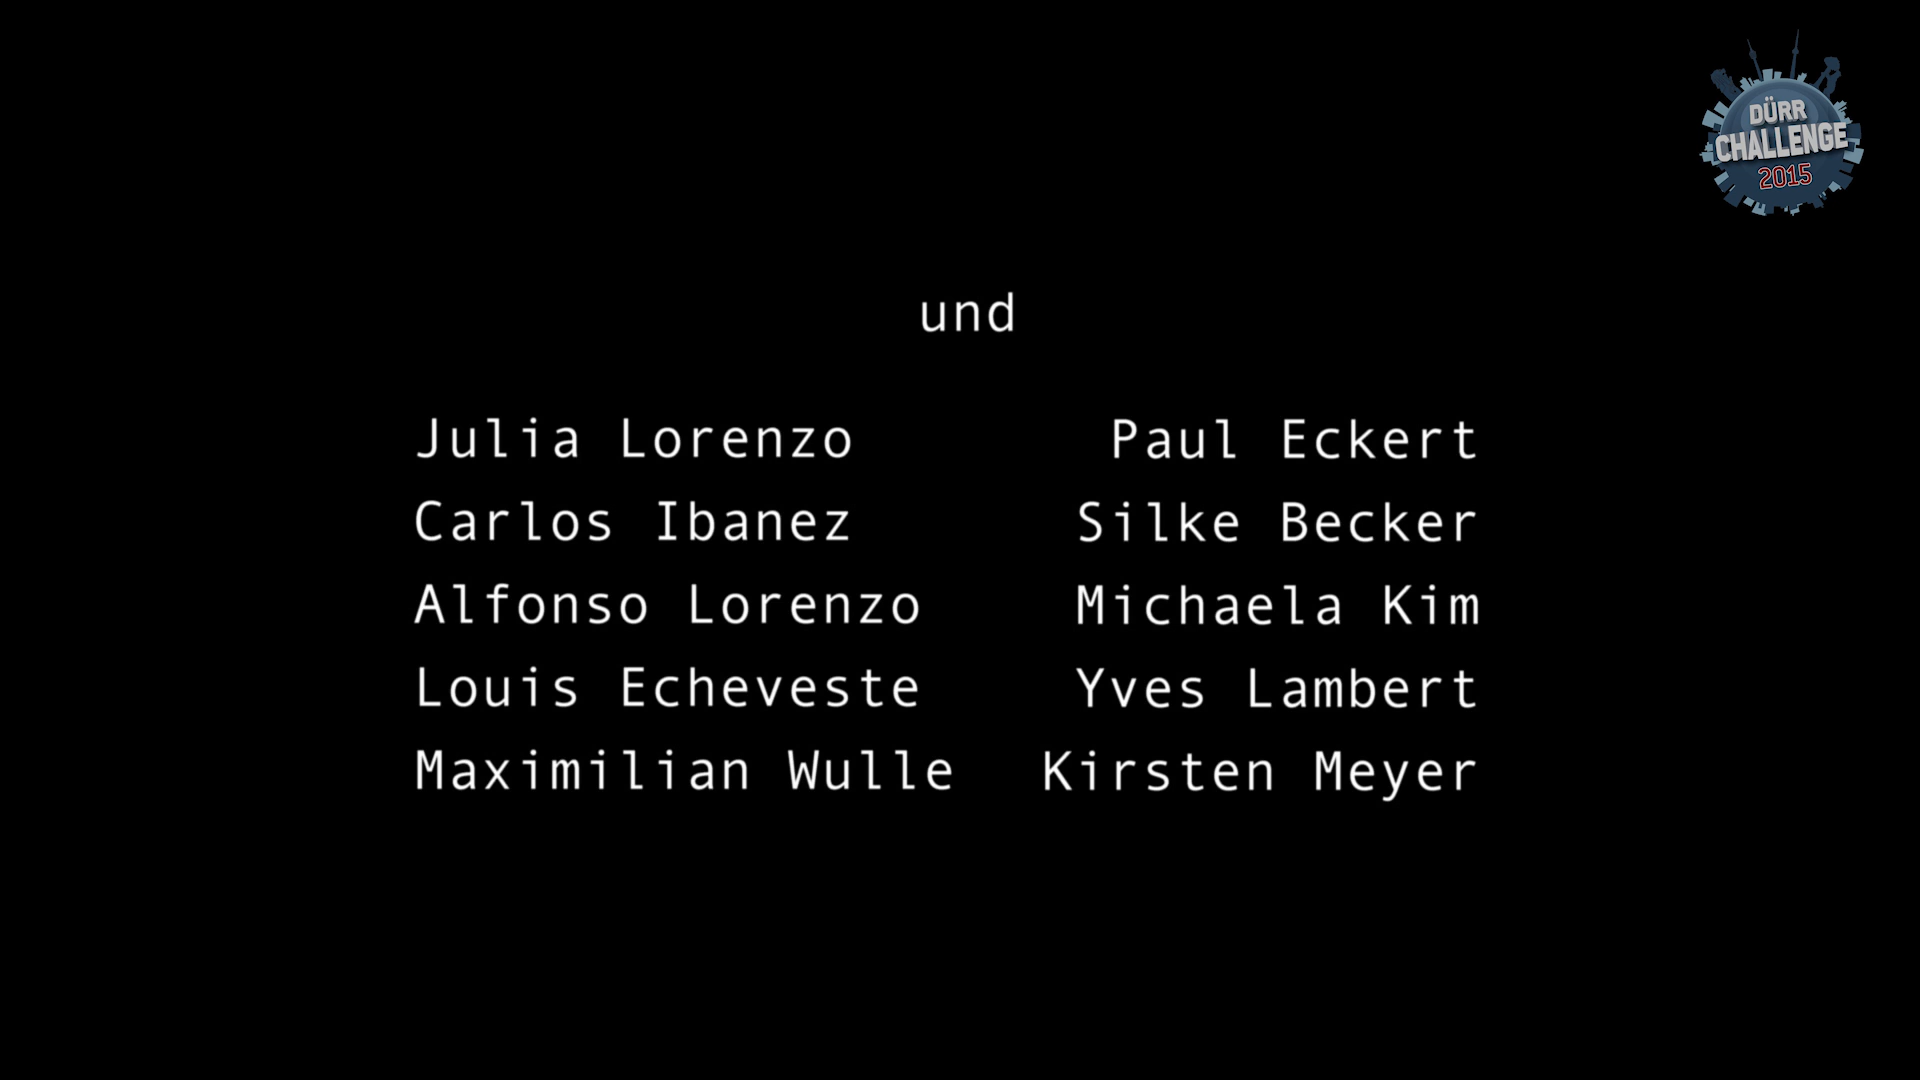 DÜRR
CHALLENGE
2015
und
Julia Lorenzo
Paul Eckert
Carlos Ibanez
Silke Becker
Alfonso Lorenzo
Michaela Kim
Louis Echeveste
Yves Lambert
Maximilian Wulle
Kirsten Meyer